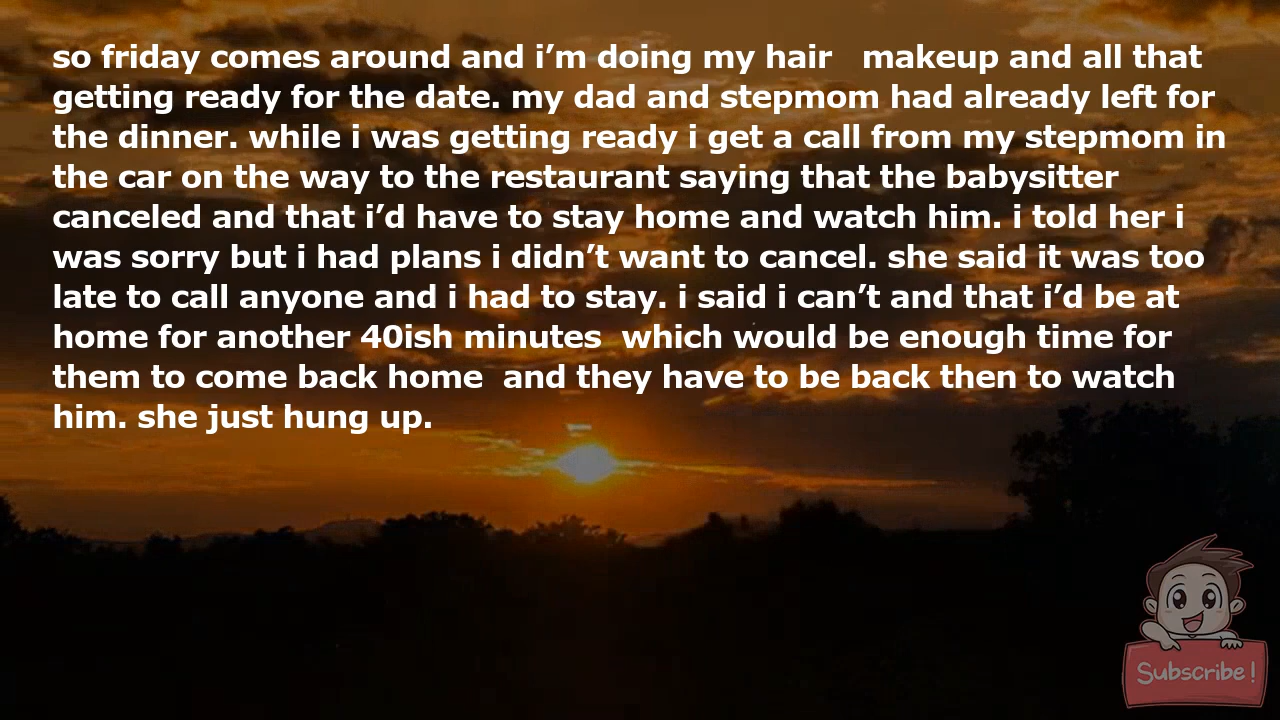 so friday comes around and i’m doing my hair   makeup and all that
getting ready for the date. my dad and stepmom had already left for
the dinner. while i was getting ready i get a call from my stepmom in
the car on the way to the restaurant saying that the babysitter
canceled and that i’d have to stay home and watch him. i told her i
was sorry but i had plans i didn’t want to cancel. she said it was too
late to call anyone and i had to stay. i said i can’t and that i’d be at
home for another 40ish minutes  which would be enough time for
them to come back home  and they have to be back then to watch
him. she just hung up.
Subscribe!